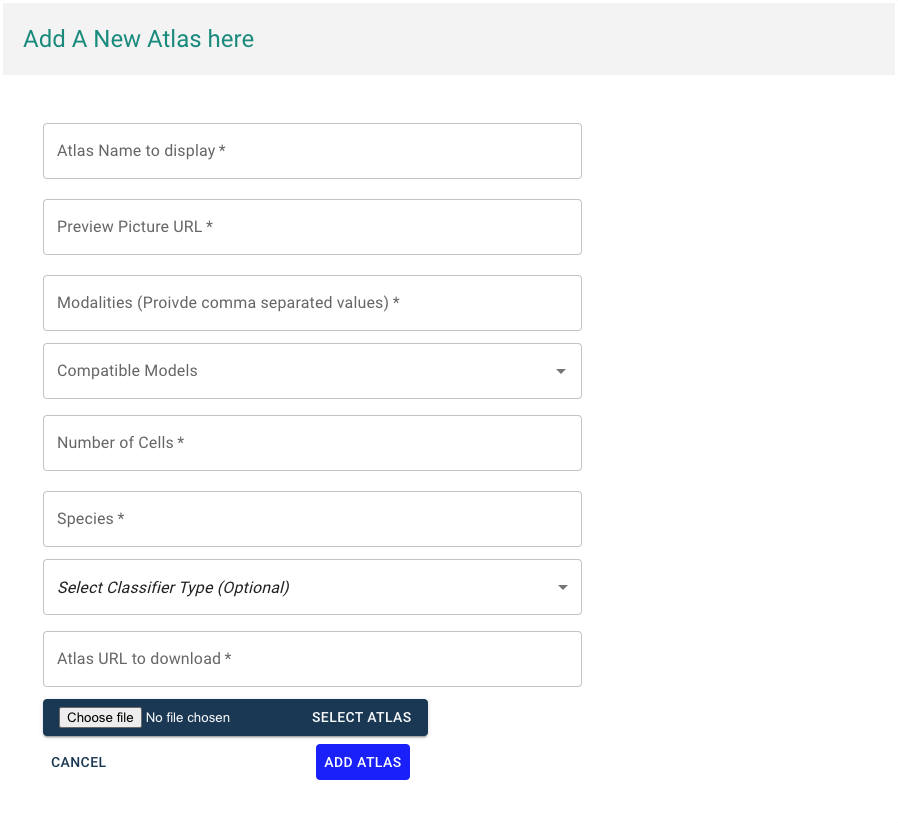 Add A New Atlas here
Atlas Name to display *
Preview Picture URL *
Modalities (Proivde comma separated values) *
Compatible Models
Number of Cells *
Species *
Select Classifier Type (Optional)
Atlas URL to download *
Choose file No file chosen SELECT ATLAS
CANCEL ADD ATLAS